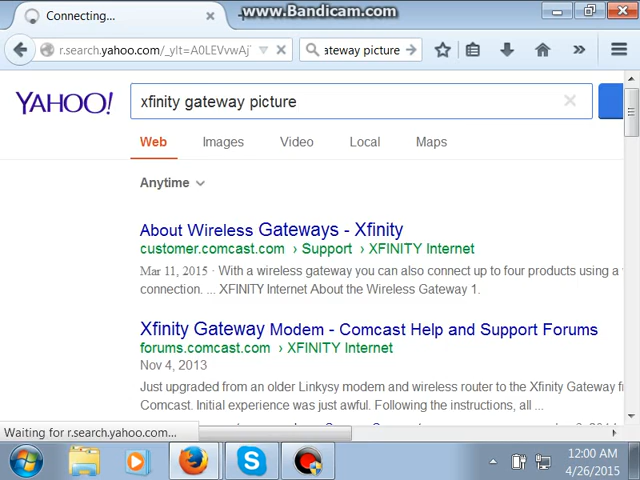 Connecting...
www.Bandicam.com
r.search.yahoo.com/_ylt=A0LEVvwAj
ateway picture
YAHOO!
xfinity gateway picture
Web Images Video Local Maps
Anytime
About Wireless Gateways - Xfinity
customer.comcast.com › Support › XFINITY Internet
Mar 11, 2015 · With a wireless gateway you can also connect up to four products using a
connection. ... XFINITY Internet About the Wireless Gateway 1.
Xfinity Gateway Modem - Comcast Help and Support Forums
forums.comcast.com › XFINITY Internet
Nov 4, 2013
Just upgraded from an older Linkysy modem and wireless router to the Xfinity Gateway
Comcast. Initial experience was just awful. Following the instructions, all ...
Waiting for r.search.yahoo.com...
12:00 AM
4/26/2015